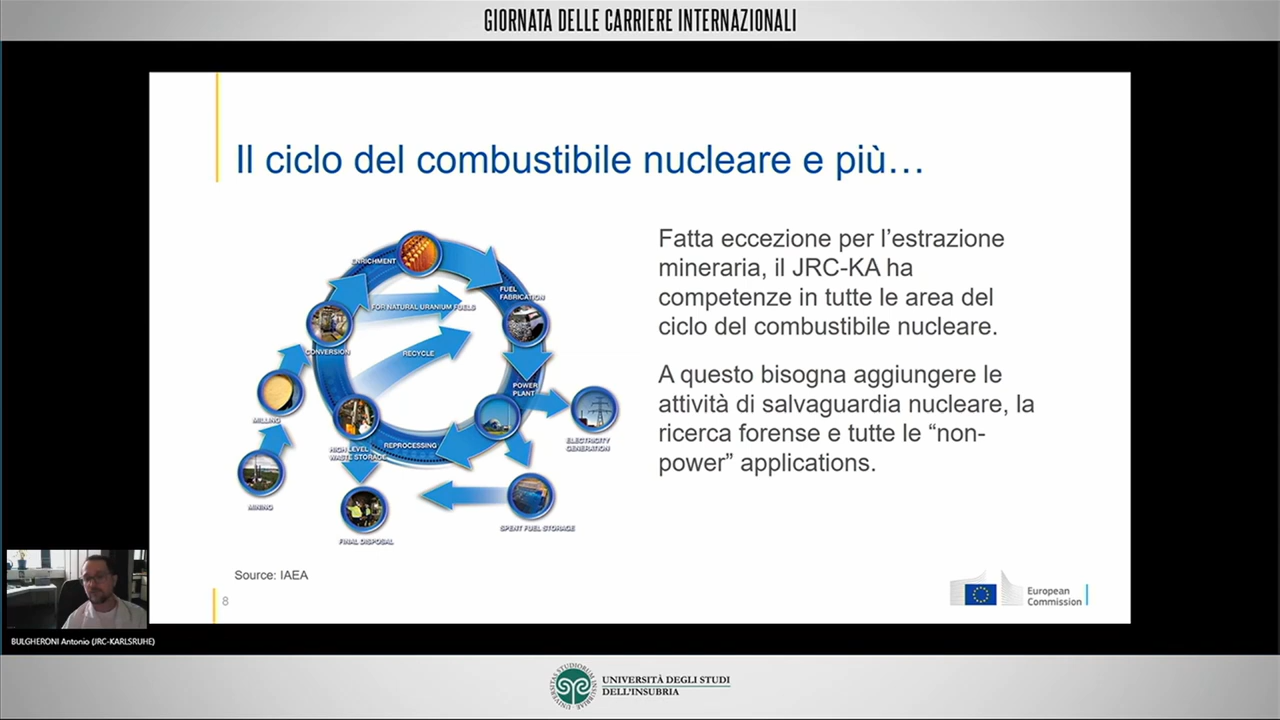 GIORNATA DELLE CARRIERE INTERNAZIONALI
Il ciclo del combustibile nucleare e più…
ENRICHMENT
FUEL
FABRICATION
FOR NATURAL URANIUM FUELS
RECYCLE
CONVERSION
POWER
PLANT
MILLING
REPROCESSING
ELECTRICITY
GENERATION
HIGH LEVEL
WASTE STORAGE
MINING
SPENT FUEL STORAGE
FINAL DISPOSAL
Fatta eccezione per l’estrazione
mineraria, il JRC-KA ha
competenze in tutte le area del
ciclo del combustibile nucleare.
A questo bisogna aggiungere le
attività di salvaguardia nucleare, la
ricerca forense e tutte le “non-
power” applications.
Source: IAEA
8
European
Commission
BULGHERONI Antonio (JRC-KARLSRUHE)
UNIVERSITÀ DEGLI STUDI
DELL'INSUBRIA